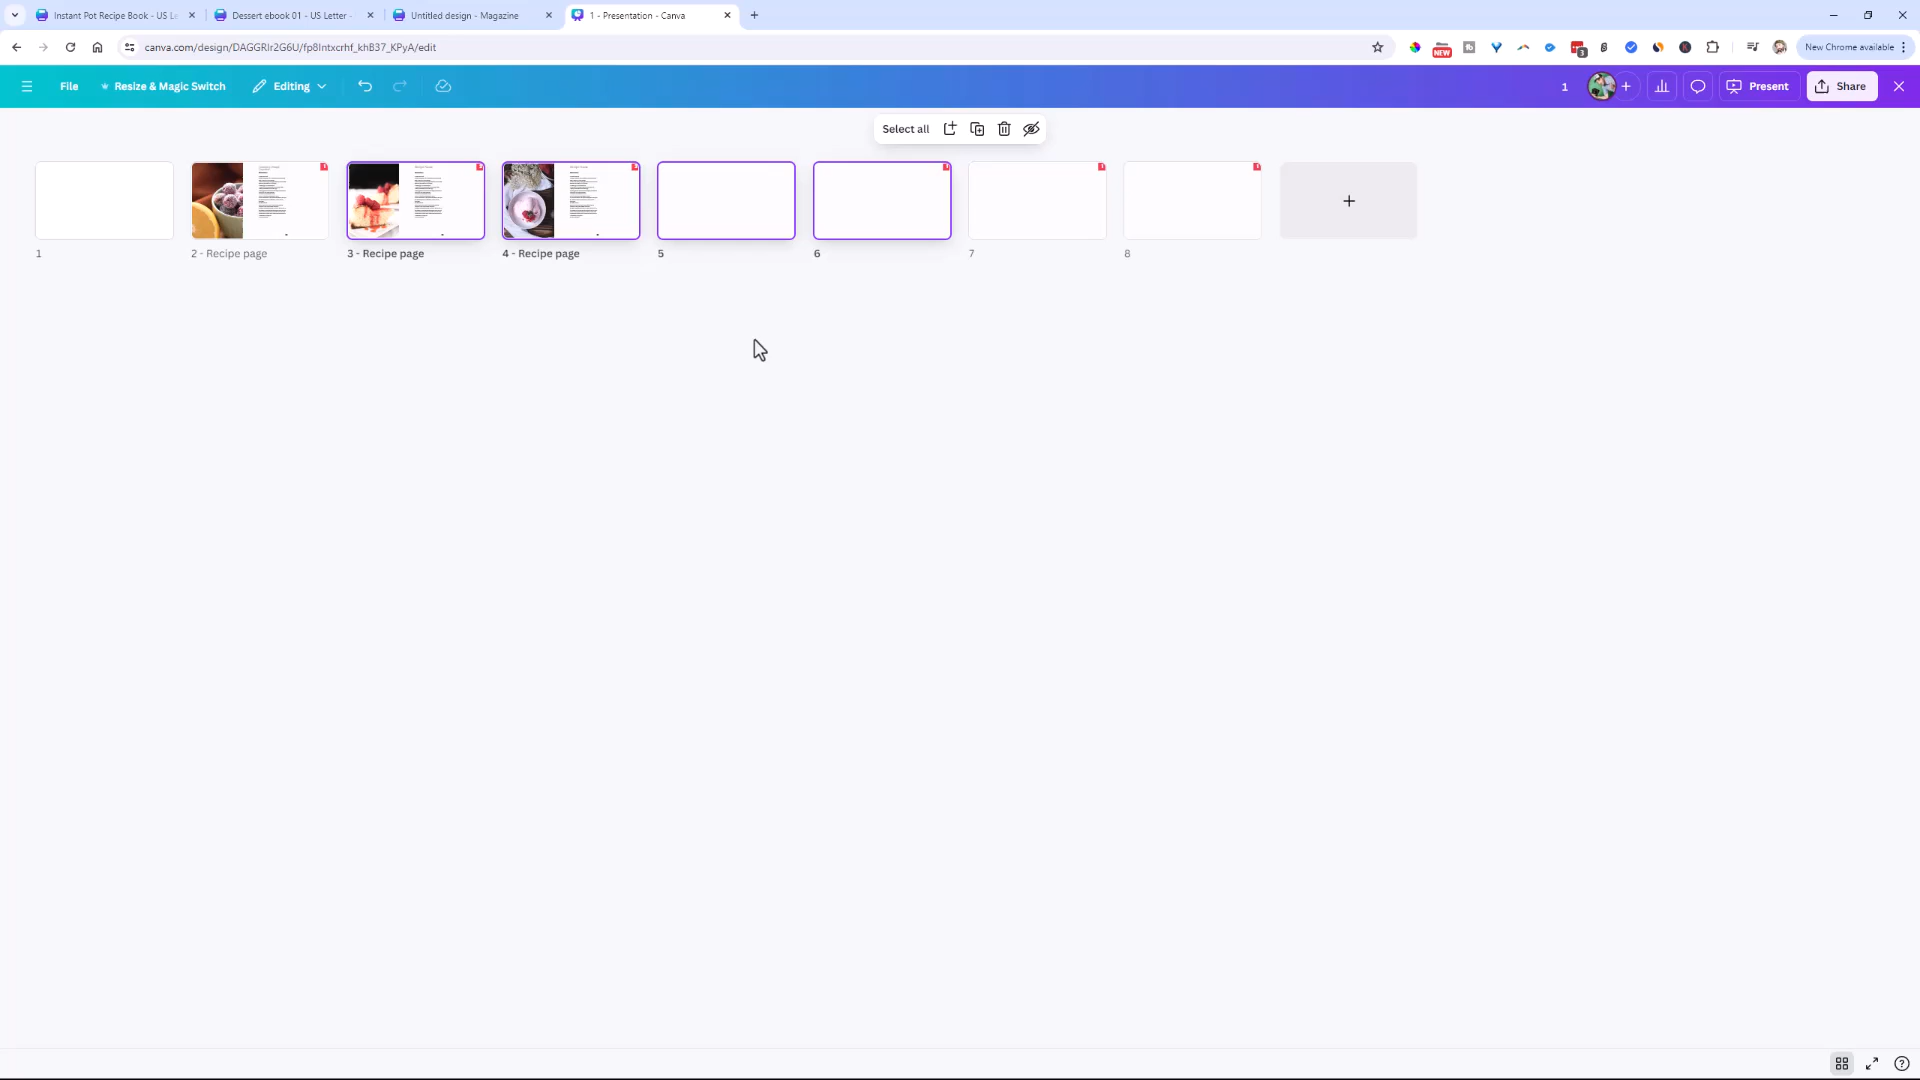 Instant Pot Recipe Book - US Le
Dessert ebook 01 - US Letter -
Untitled design - Magazine
1 - Presentation - Canva
canva.com/design/DAGGRlr2G6U/fp8Intxcrhf_khB37_KPyA/edit
NEW
3
New Chrome available
File
Resize & Magic Switch
Editing
1
Present
Share
Select all
1
2 - Recipe page
3 - Recipe page
4 - Recipe page
5
6
7
8